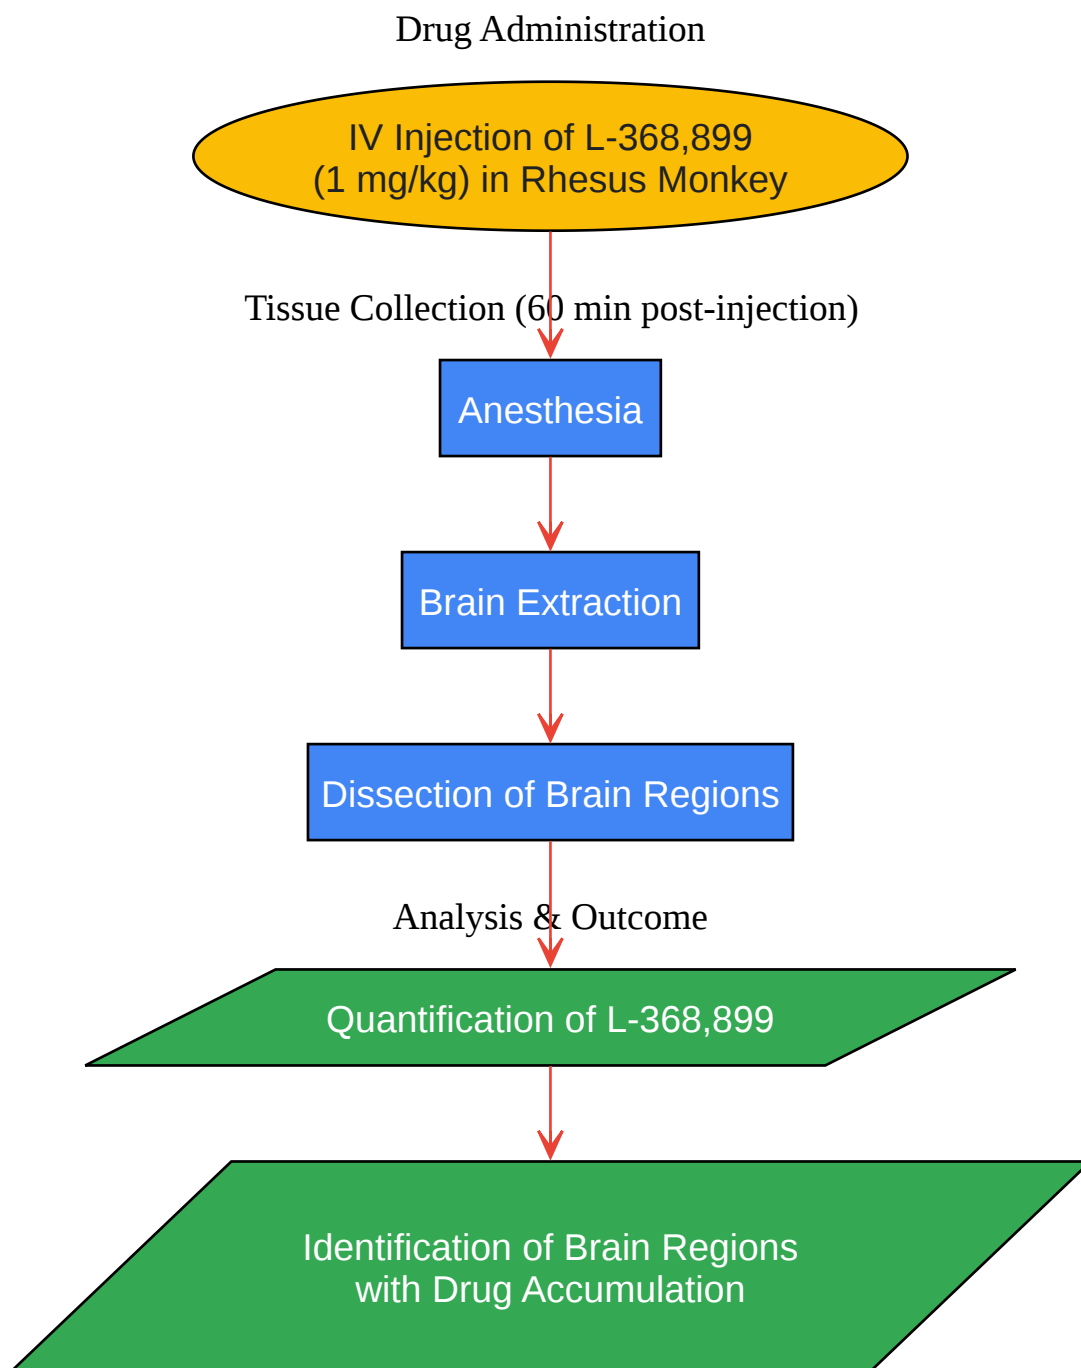 Drug Administration
IV Injection of L-368,899
(1 mg/kg) in Rhesus Monkey
Tissue Collection (60 min post-injection)
Anesthesia
Brain Extraction
Dissection of Brain Regions
Analysis & Outcome
Quantification of L-368,899
Identification of Brain Regions
with Drug Accumulation